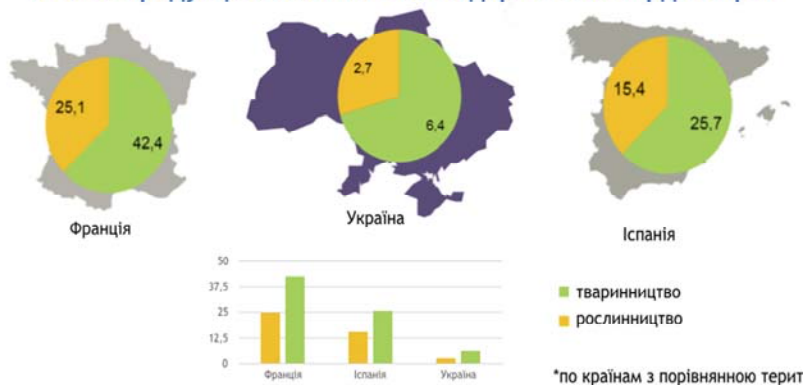 25,1
42,4
Франція
2,7
6,4
Україна
15,4
25,7
Іспанія
50
37,5
25
12,5
0
Франція
Іспанія
Україна
тваринництво
рослинництво
*по країнам з порівнянною